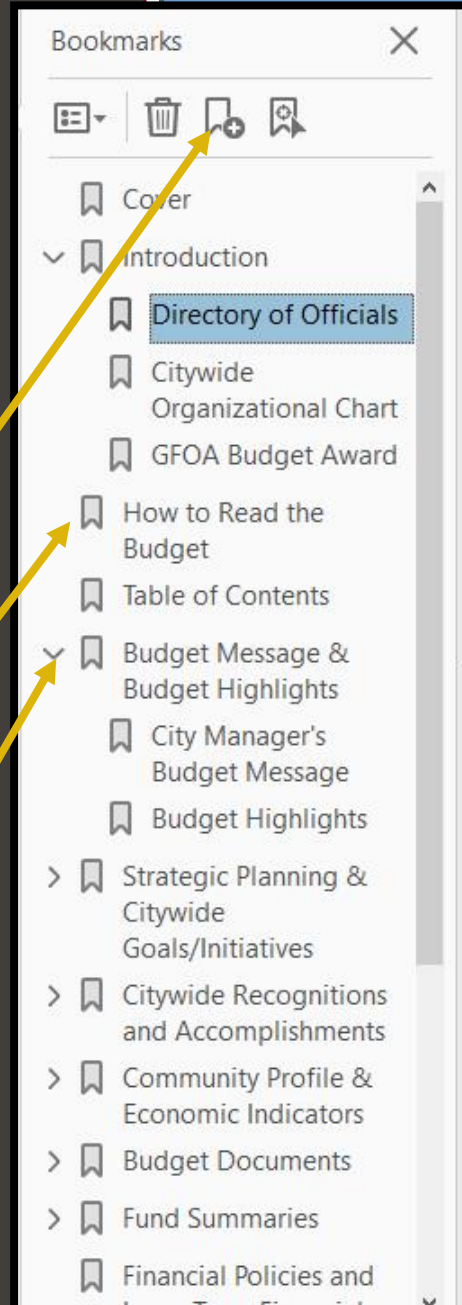 Bookmarks
Cover
Introduction
Directory of Officials
Citywide
Organizational Chart
GFOA Budget Award
How to Read the
Budget
Table of Contents
Budget Message &
Budget Highlights
City Manager's
Budget Message
Budget Highlights
Strategic Planning &
Citywide
Goals/Initiatives
Citywide Recognitions
and Accomplishments
Community Profile &
Economic Indicators
Budget Documents
Fund Summaries
Financial Policies and